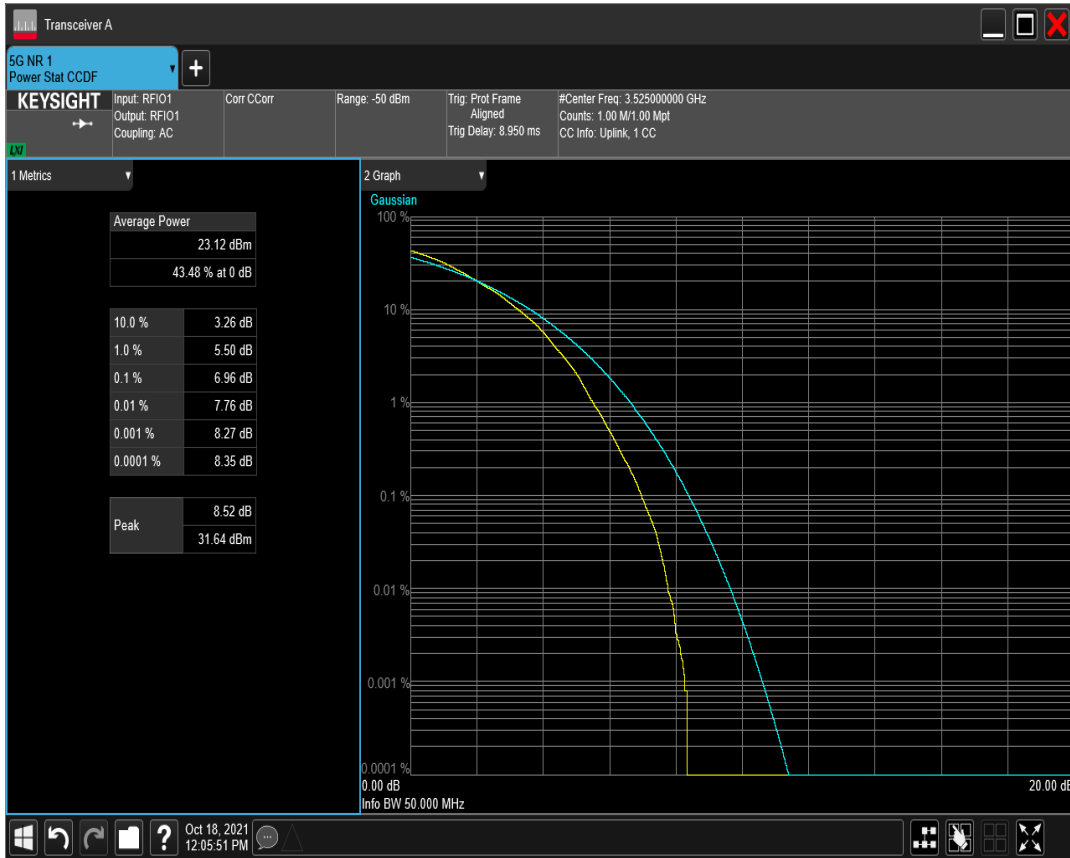 Transceiver A
5G NR 1
Power Stat CCDF
+
KEYSIGHT
LXI
Input: RFIO1
Output: RFIO1
Coupling: AC
Corr CCorr
Range: -50 dBm
Trig: Prot Frame
Aligned
Trig Delay: 8.950 ms
#Center Freq: 3.525000000 GHz
Counts: 1.00 M/1.00 Mpt
CC Info: Uplink, 1 CC
1 Metrics
Average Power
23.12 dBm
43.48 % at 0 dB
10.0 % 3.26 dB
1.0 % 5.50 dB
0.1 % 6.96 dB
0.01 % 7.76 dB
0.001 % 8.27 dB
0.0001 % 8.35 dB
Peak
8.52 dB
31.64 dBm
2 Graph
Gaussian
100 %
10 %
1 %
0.1 %
0.01 %
0.001 %
0.0001 %
0.00 dB 20.00 dB
Info BW 50.000 MHz
?
Oct 18, 2021
12:05:51 PM